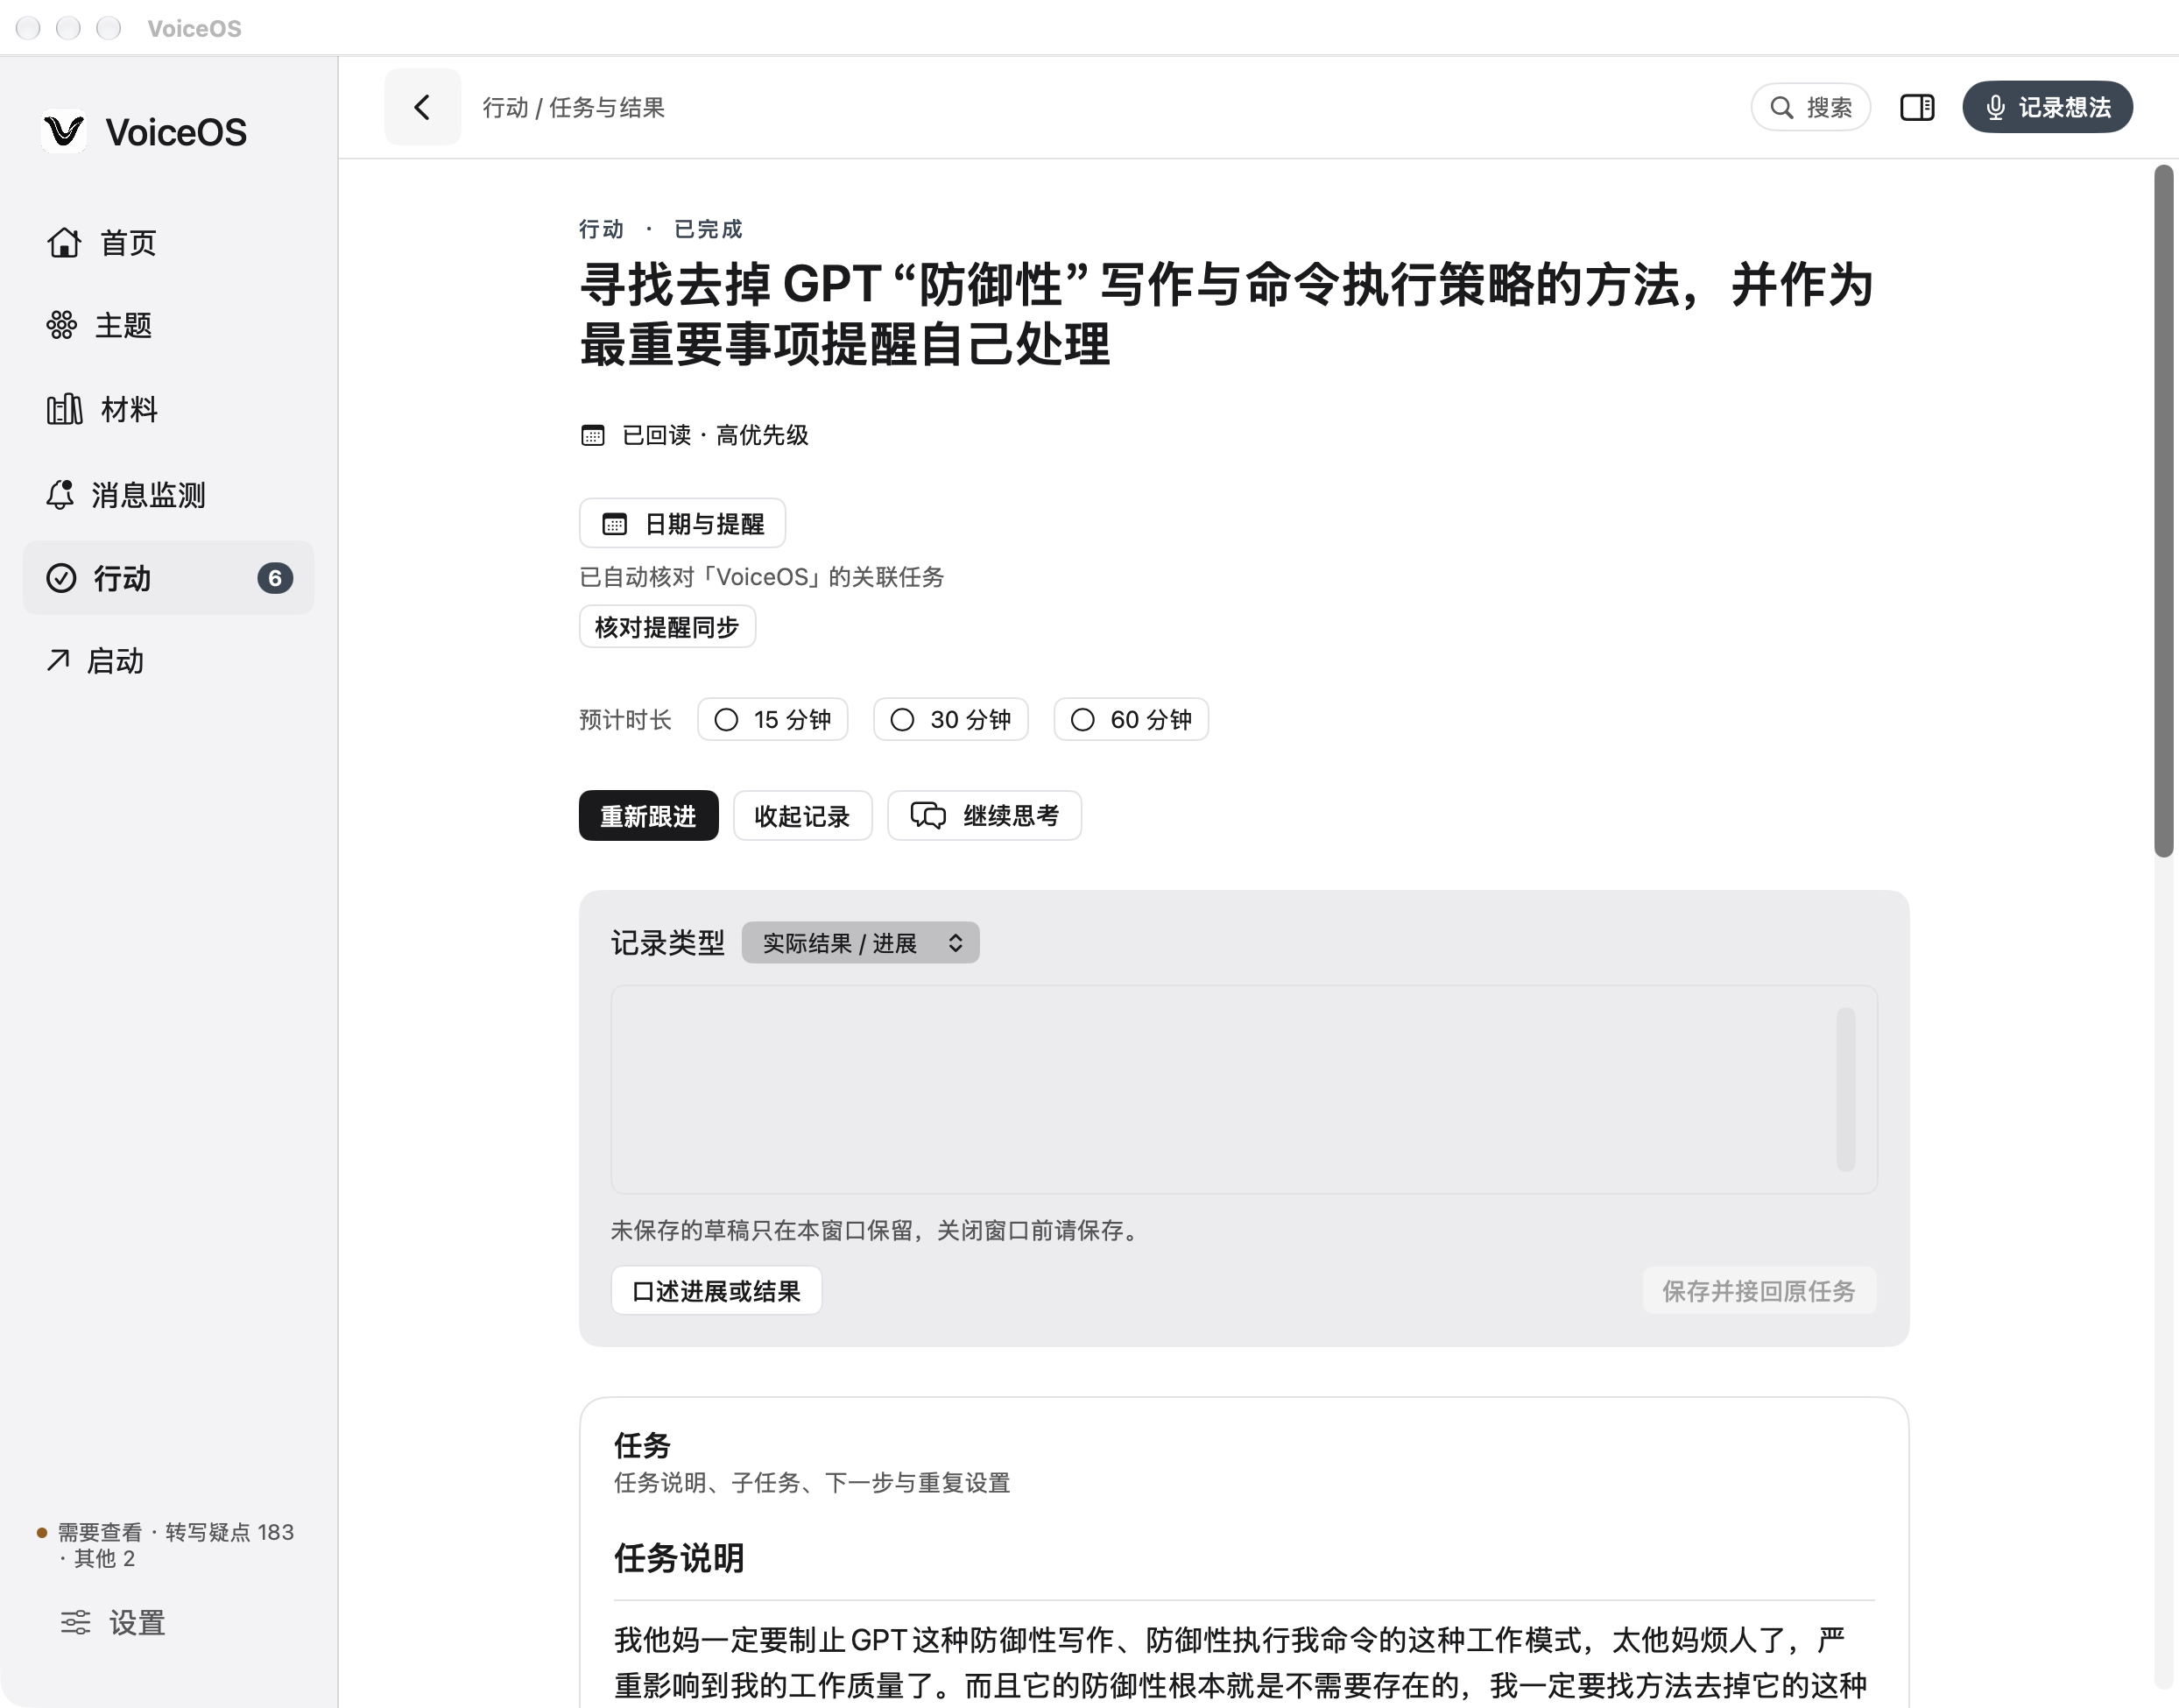 VoiceOS
VoiceOS
首页
主题
材料
消息监测
行动
6
启动
需要查看 · 转写疑点 183
· 其他 2
设置
行动 / 任务与结果
搜索
记录想法
行动 · 已完成
寻找去掉 GPT “防御性” 写作与命令执行策略的方法，并作为
最重要事项提醒自己处理
已回读 · 高优先级
日期与提醒
已自动核对「VoiceOS」的关联任务
核对提醒同步
预计时长
15 分钟
30 分钟
60 分钟
重新跟进
收起记录
继续思考
记录类型
实际结果 / 进展
未保存的草稿只在本窗口保留，关闭窗口前请保存。
口述进展或结果
保存并接回原任务
任务
任务说明、子任务、下一步与重复设置
任务说明
我他妈一定要制止 GPT 这种防御性写作、防御性执行我命令的这种工作模式，太他妈烦人了，严
重影响到我的工作质量了。而且它的防御性根本就是不需要存在的，我一定要找方法去掉它的这种